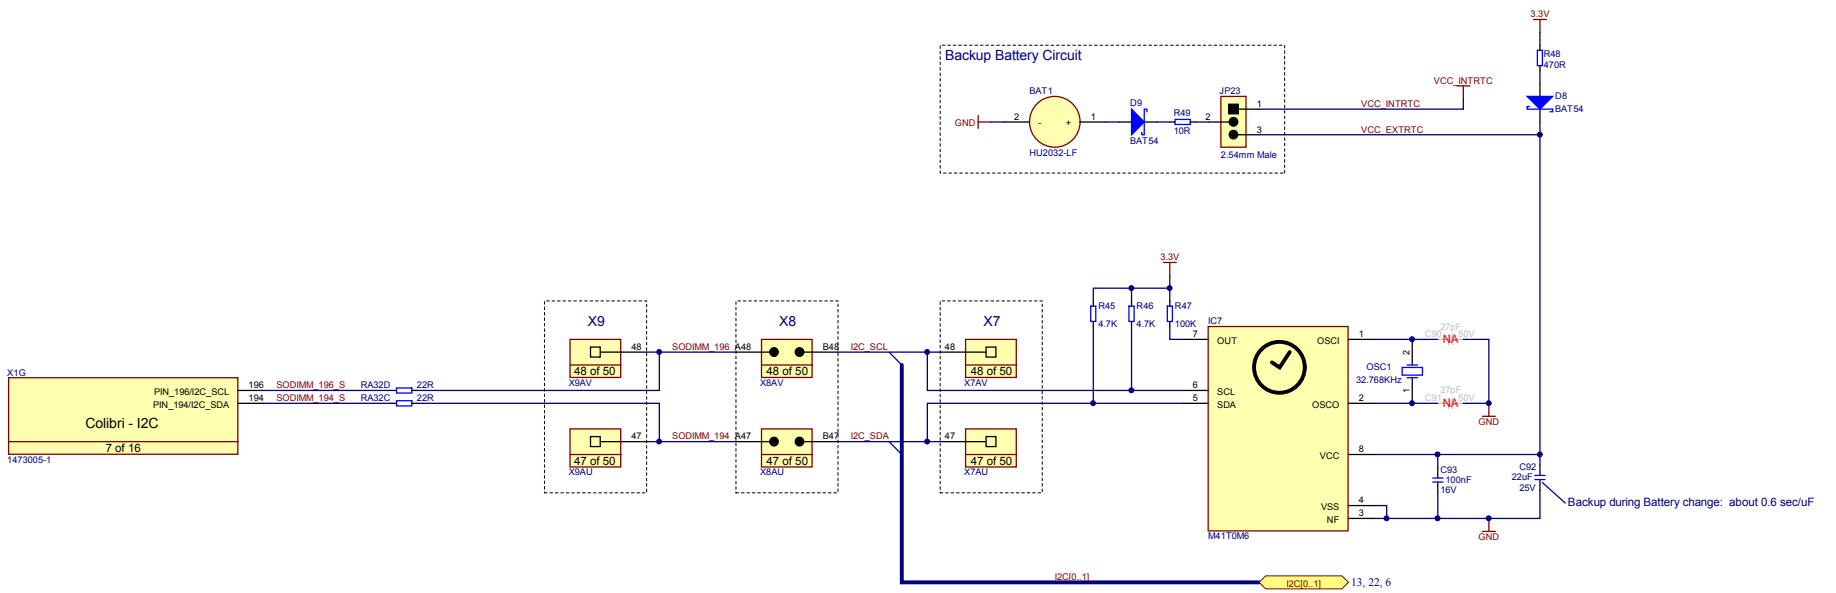 3.3V
R48
470R
D8
BAT54
Backup Battery Circuit
BAT1
GND
2
-
+
1
HU2032-LF
D9
BAT54
R49
10R
JP23
2
1
3
2.54mm Male
VCC_INTRTC
VCC_INTRTC
VCC_EXTRTC
X1G
PIN_196/I2C_SCL
PIN_194/I2C_SDA
Colibri - I2C
7 of 16
1473005-1
196
SODIMM_196_S
RA32D
22R
194
SODIMM_194_S
RA32C
22R
X9
48
48 of 50
X9AV
47
47 of 50
X9AU
SODIMM_196
SODIMM_194
X8
A48
B48
48 of 50
X8AV
A47
B47
47 of 50
X8AU
I2C_SCL
I2C_SDA
X7
48
48 of 50
X7AV
47
47 of 50
X7AU
3.3V
R45
4.7K
R46
4.7K
R47
100K
IC7
7
OUT
6
SCL
5
SDA
OSCI
1
OSCO
2
VCC
8
VSS
4
NF
3
M41T0M6
27pF
C90
NA
50V
OSC1
32.768KHz
2
1
27pF
C91
NA
50V
GND
C93
100nF
16V
C92
22uF
25V
GND
Backup during Battery change: about 0.6 sec/uF
I2C[0..1]
I2C[0..1]
13, 22, 6